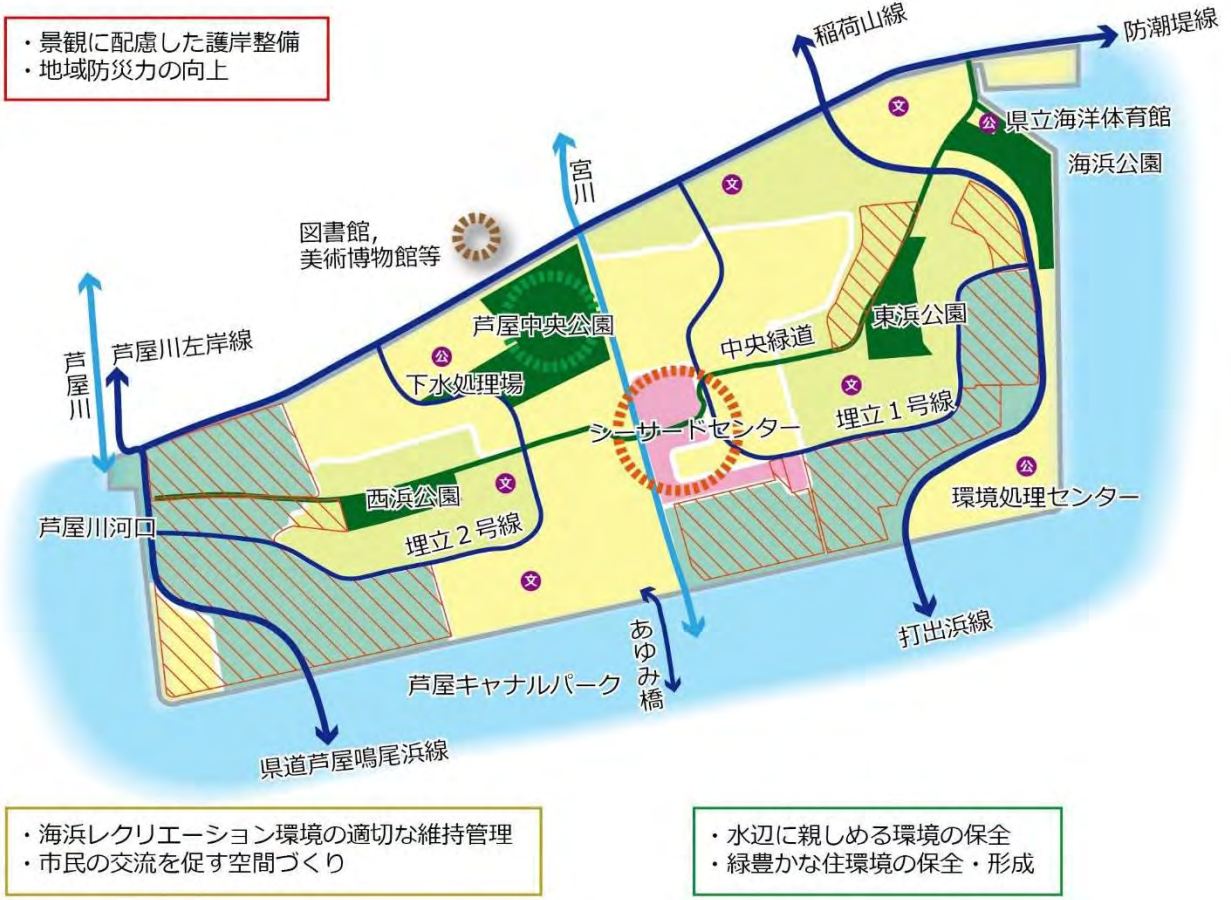 ・景観に配慮した護岸整備
・地域防災力の向上
稲荷山線
防潮堤線
文
公
県立海洋体育館
海浜公園
宮川
文
図書館,
美術博物館等
芦屋川
芦屋川左岸線
芦屋中央公園
東浜公園
中央緑道
公
下水処理場
文
埋立1号線
シーサードセンター
公
環境処理センター
西浜公園
文
芦屋川河口
埋立2号線
文
あゆみ橋
打出浜線
芦屋キャナルパーク
県道芦屋鳴尾浜線
・海浜レクリエーション環境の適切な維持管理
・市民の交流を促す空間づくり
・水辺に親しめる環境の保全
・緑豊かな住環境の保全・形成